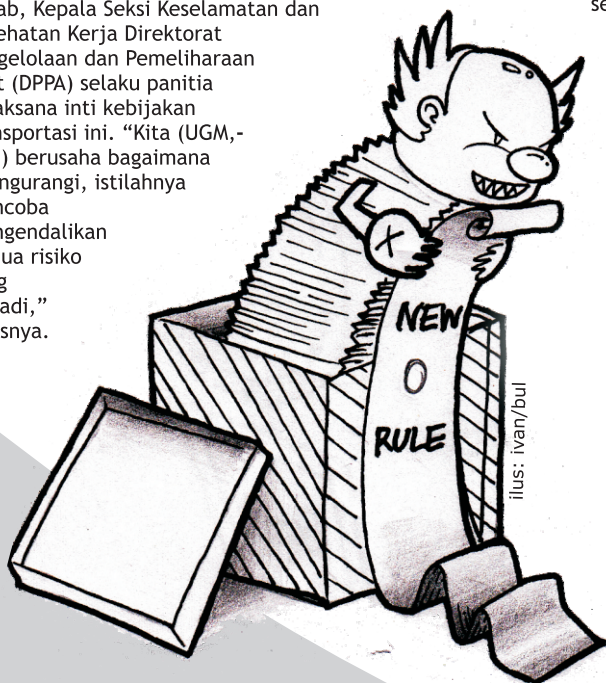 ab, Kepala Seksi Keselamatan dan
ehatan Kerja Direktorat
gelolaan dan Pemeliharaan
t (DPPA) selaku panitia
aksana inti kebijakan
nsportasi ini. “Kita (UGM,-
) berusaha bagaimana
ngurangi, istilahnya
ncoba
ngendalikan
ua risiko
g
adi,”
snya.
se
NEW
RULE
ilus: ivan/bul